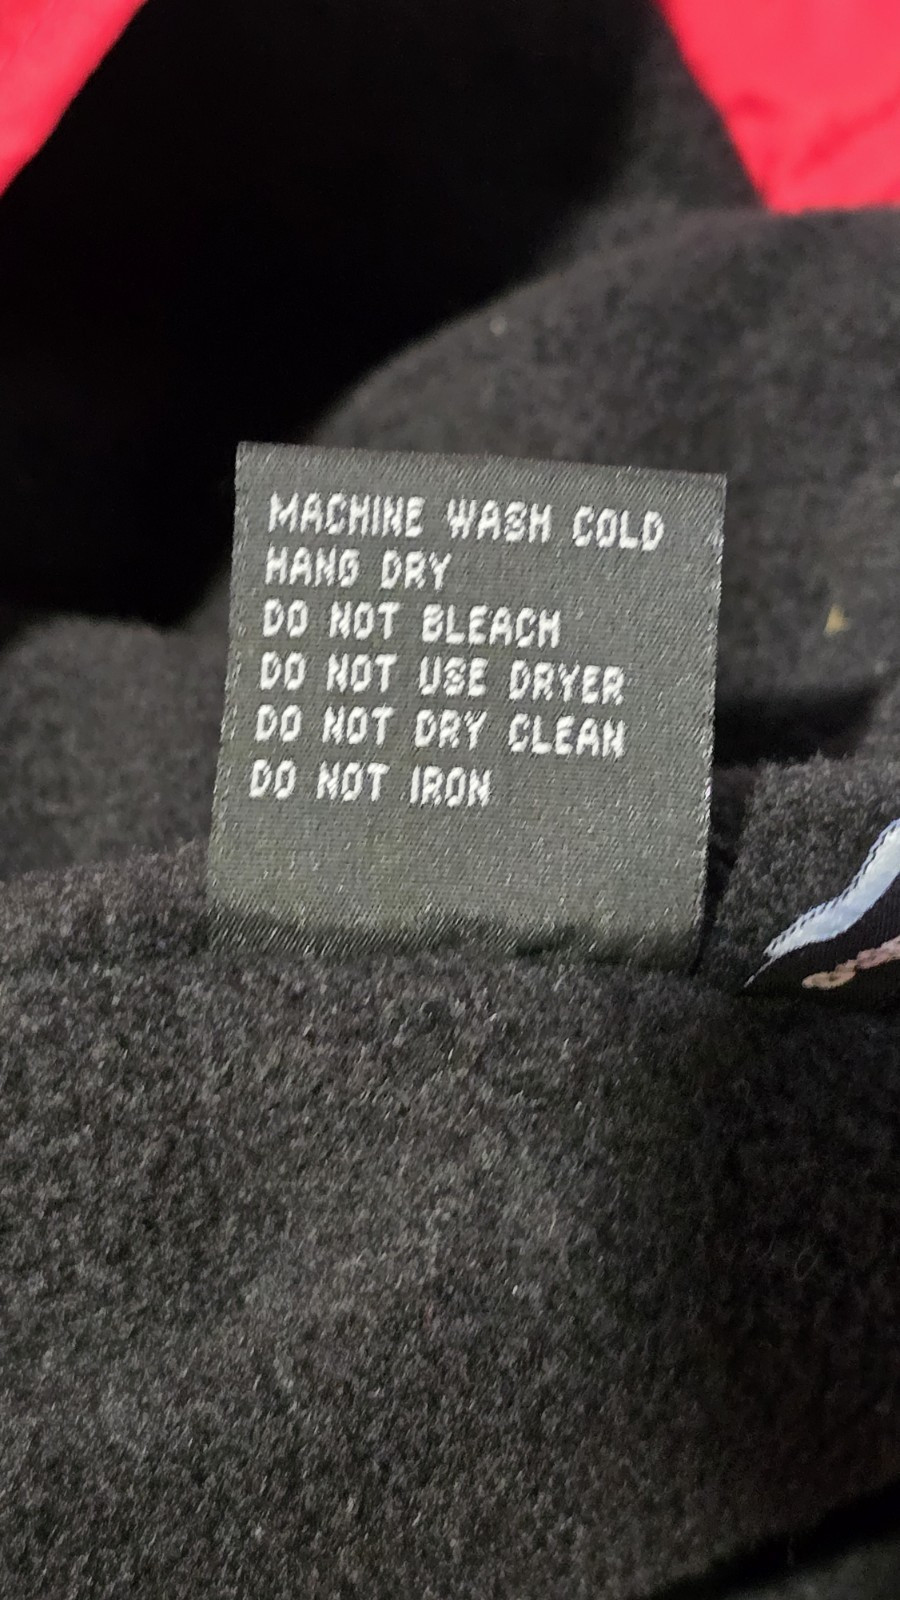 MACHINE WASH COLD
HANG DRY
DO NOT BLEACH
DO NOT USE DRYER
DO NOT DRY CLEAN
DO NOT IRON